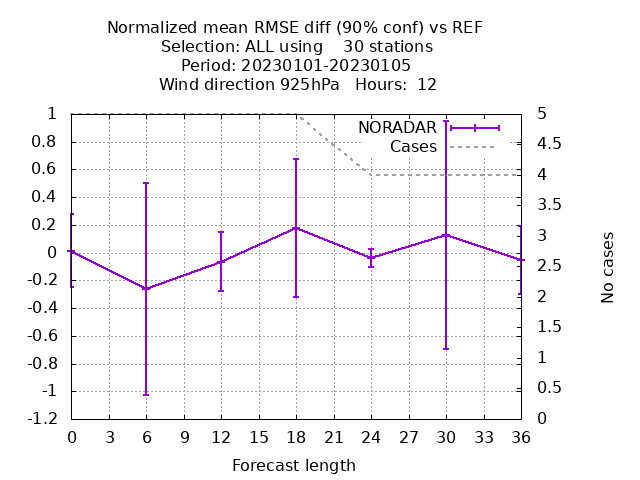 Normalized mean RMSE diff (90% conf) vs REF
Selection: ALL using    30 stations
Period: 20230101-20230105
Wind direction 925hPa   Hours:  12
NORADAR
Cases
1
0.8
0.6
0.4
0.2
0
-0.2
-0.4
-0.6
-0.8
-1
-1.2
5
4.5
4
3.5
3
2.5
2
1.5
1
0.5
0
No cases
0 3 6 9 12 15 18 21 24 27 30 33 36
Forecast length